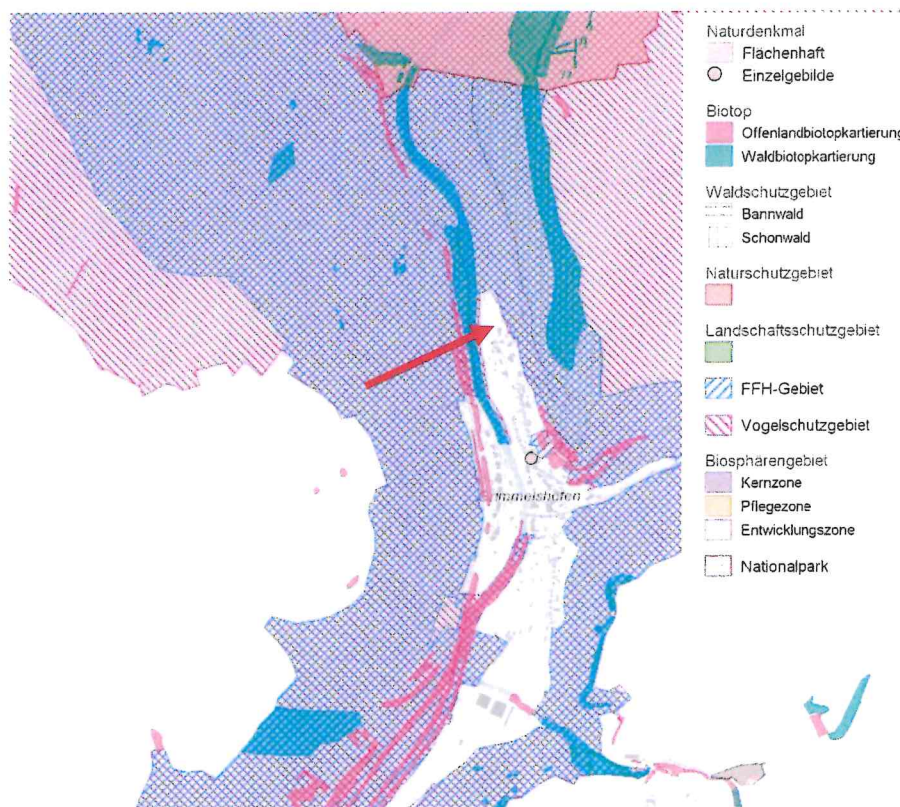 Naturdenkmal
Flächenhaft
Einzelgebilde
Biotop
Offenlandbiotopkartierung
Waldbiotopkartierung
Waldschutzgebiet
Bannwald
Schonwald
Naturschutzgebiet
Landschaftsschutzgebiet
FFH-Gebiet
Vogelschutzgebiet
Biosphärengebiet
Kernzone
Pflegezone
Entwicklungszone
Nationalpark